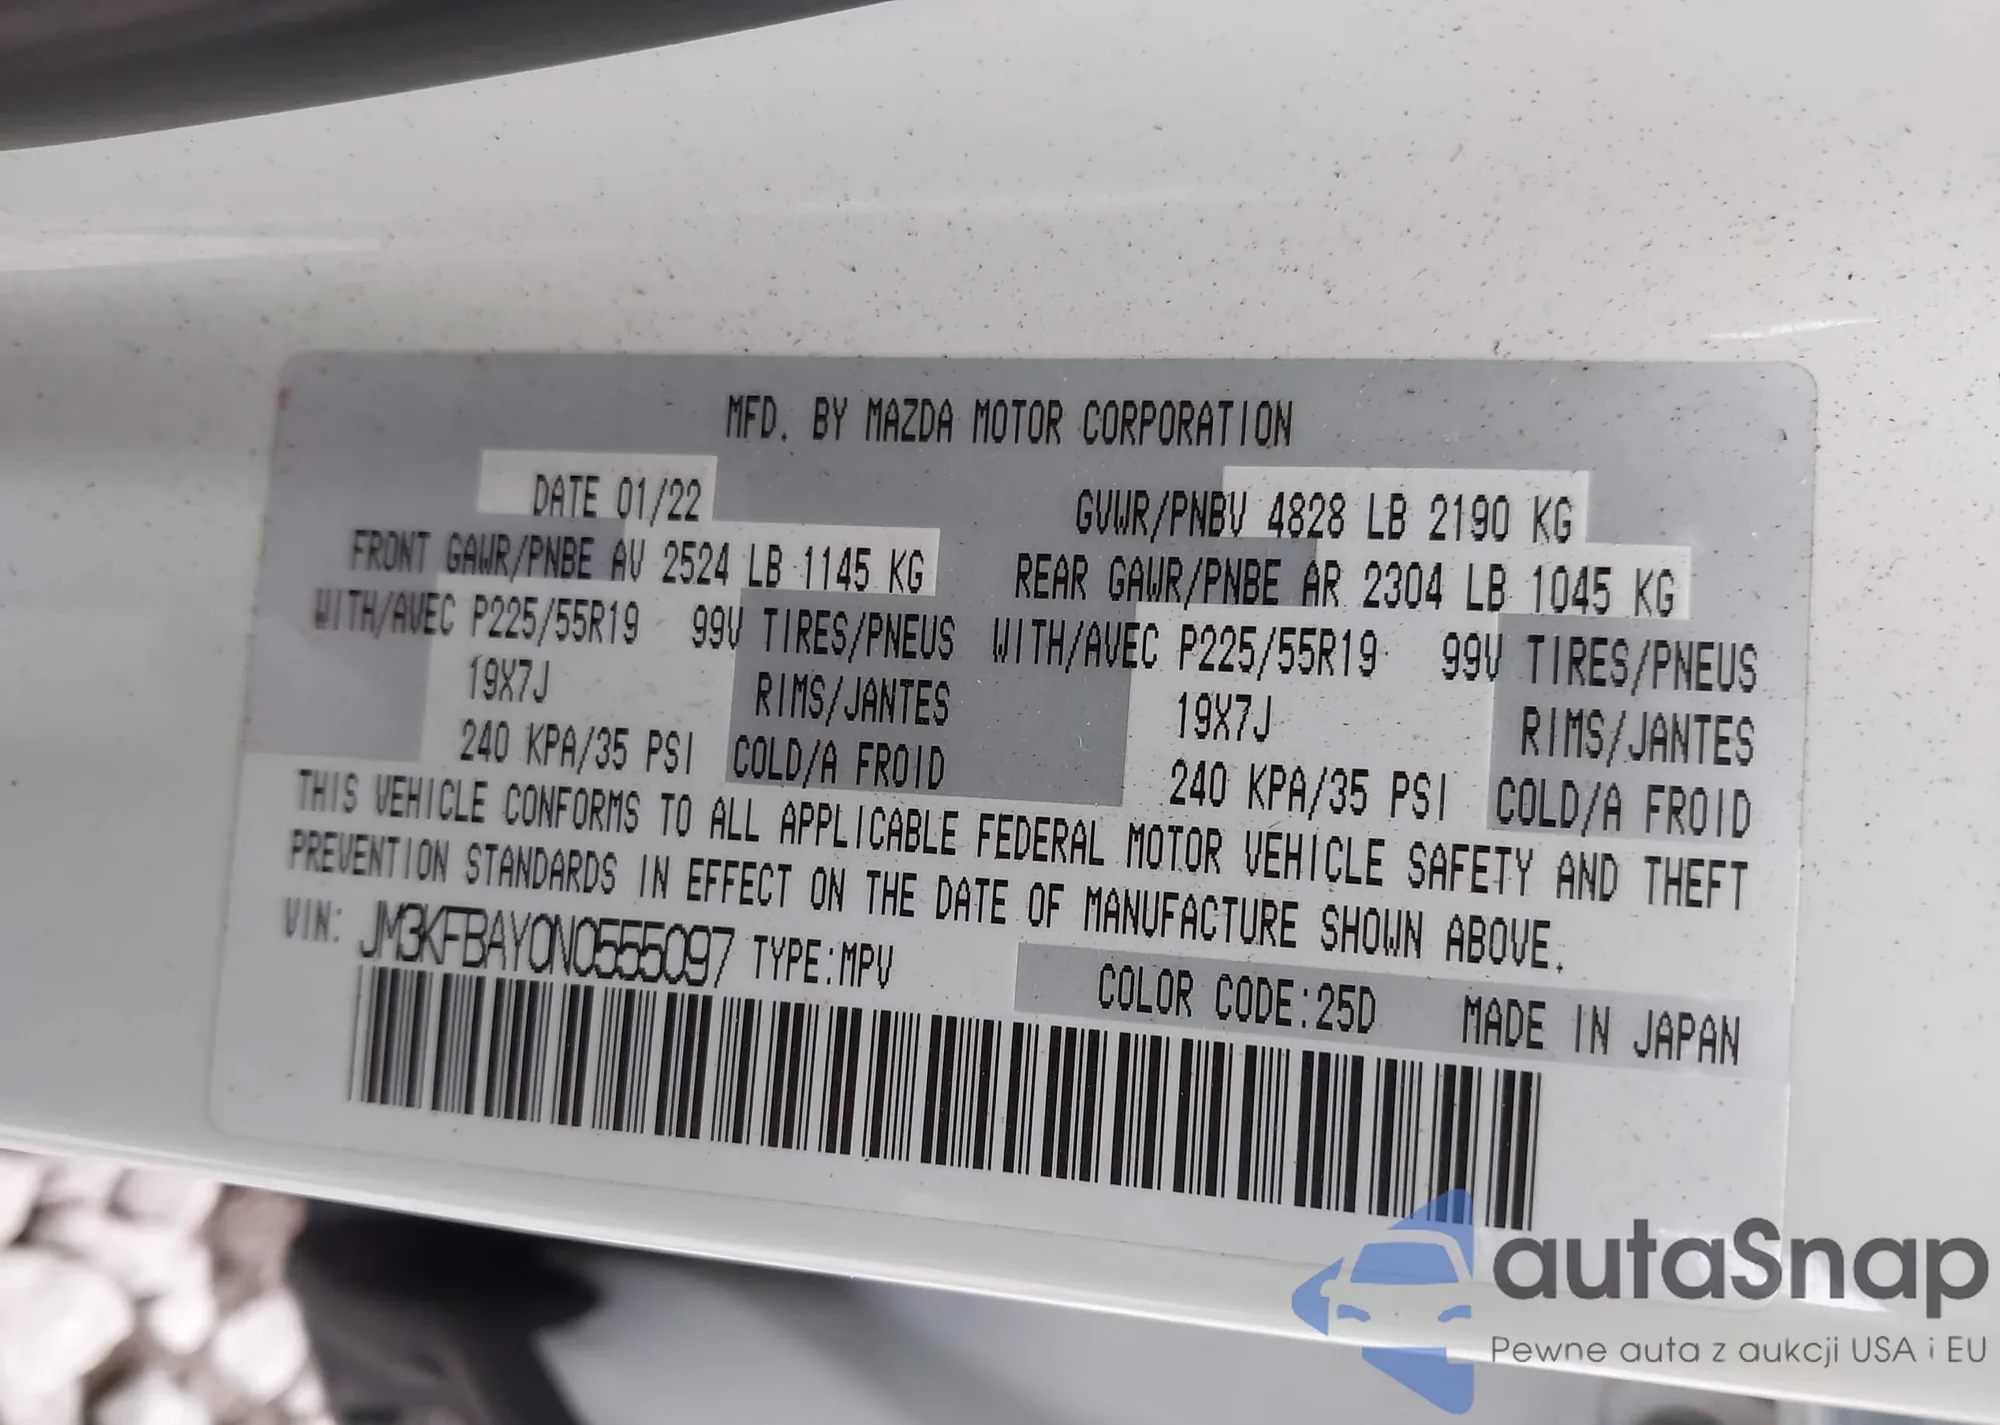 MFD. BY MAZDA MOTOR CORPORATION
DATE 01/22 GVWR/PNBV 4828 LB 2190 KG
FRONT GAWR/PNBE AV 2524 LB 1145 KG REAR GAWR/PNBE AR 2304 LB 1045 KG
WITH/AVEC P225/55R19 99V TIRES/PNEUS WITH/AVEC P225/55R19 99V TIRES/PNEUS
19X7J RIMS/JANTES 19X7J RIMS/JANTES
240 KPA/35 PSI COLD/A FROID 240 KPA/35 PSI COLD/A FROID
THIS VEHICLE CONFORMS TO ALL APPLICABLE FEDERAL MOTOR VEHICLE SAFETY AND THEFT
PREVENTION STANDARDS IN EFFECT ON THE DATE OF MANUFACTURE SHOWN ABOVE.
VIN: JM3KFBAY0N0555097 TYPE:MPV
COLOR CODE:25D MADE IN JAPAN
autaSnap
Pewne auta z aukcji USA i EU